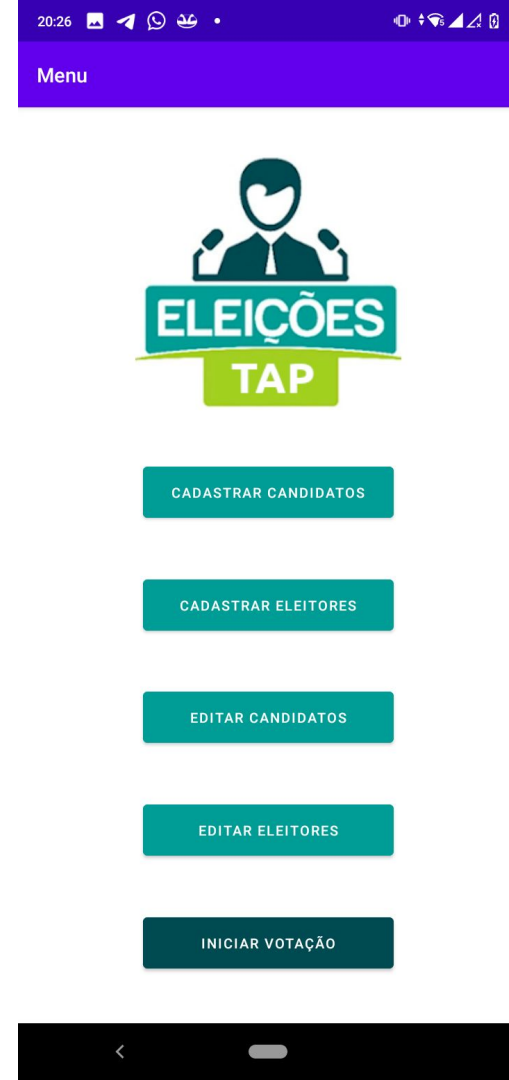 20:26
Menu
ELEIÇÕES
TAP
CADASTRAR CANDIDATOS
CADASTRAR ELEITORES
EDITAR CANDIDATOS
EDITAR ELEITORES
INICIAR VOTAÇÃO